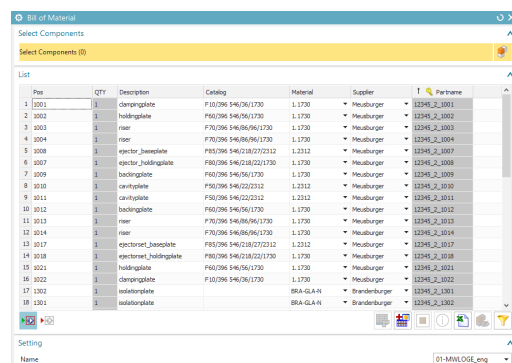 Bill of Material
Select Components
Select Components (0)
List
Pos QTY Description Catalog Material Supplier Partname
1 1001 1 clampingplate F10/396 546/36/1730 1.1730 Meusburger 12345_2_1001
2 1002 1 holdingplate F60/396 546/56/1730 1.1730 Meusburger 12345_2_1002
3 1003 1 riser F70/396 546/86/96/1730 1.1730 Meusburger 12345_2_1003
4 1004 1 riser F70/396 546/86/96/1730 1.1730 Meusburger 12345_2_1004
5 1008 1 ejector_baseplate F85/396 546/218/27/2312 1.2312 Meusburger 12345_2_1007
6 1007 1 ejector_holdingplate F80/396 546/218/22/1730 1.1730 Meusburger 12345_2_1008
7 1009 1 backingplate F60/396 546/56/1730 1.1730 Meusburger 12345_2_1009
8 1010 1 cavityplate F50/396 546/22/2312 1.2312 Meusburger 12345_2_1010
9 1011 1 cavityplate F50/396 546/22/2312 1.2312 Meusburger 12345_2_1011
10 1012 1 backingplate F60/396 546/56/1730 1.1730 Meusburger 12345_2_1012
11 1013 1 riser F70/396 546/86/96/1730 1.1730 Meusburger 12345_2_1013
12 1014 1 riser F70/396 546/86/96/1730 1.1730 Meusburger 12345_2_1014
13 1017 1 ejectorset_baseplate F85/396 546/218/27/2312 1.2312 Meusburger 12345_2_1017
14 1018 1 ejectorset_holdingplate F80/396 546/218/22/1730 1.1730 Meusburger 12345_2_1018
15 1021 1 holdingplate F60/396 546/56/1730 1.1730 Meusburger 12345_2_1021
16 1022 1 clampingplate F10/396 546/36/1730 1.1730 Meusburger 12345_2_1022
17 1302 1 isolationplate BRA-GLA-N Brandenburger 12345_2_1301
18 1301 1 isolationplate BRA-GLA-N Brandenburger 12345_2_1302
Setting
Name 01-MWLOGE_eng